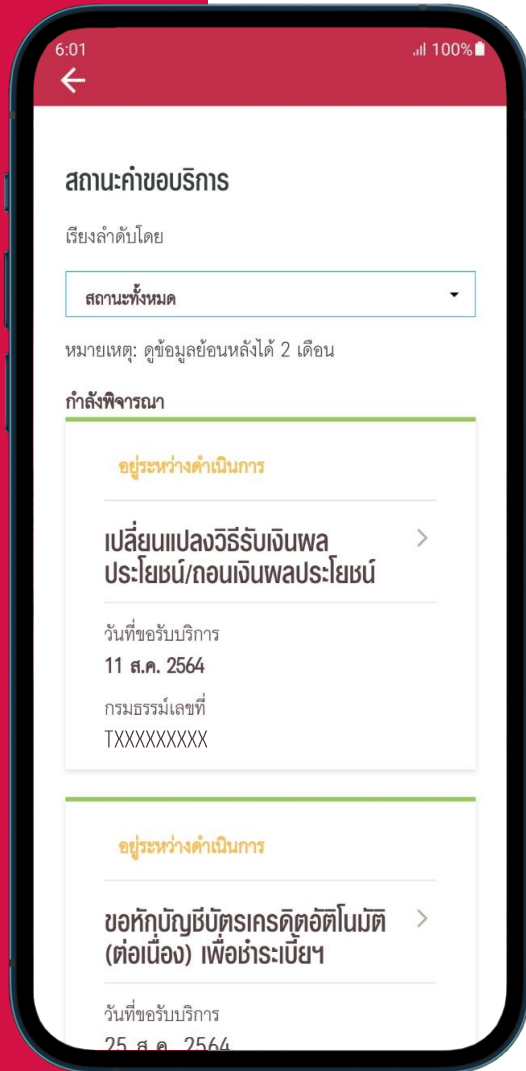 6:01
100%
สถานะคำขอบริการ
เรียงลำดับโดย
สถานะทั้งหมด
หมายเหตุ: ดูข้อมูลย้อนหลังได้ 2 เดือน
กำลังพิจารณา
อยู่ระหว่างดำเนินการ
เปลี่ยนแปลงวิธีรับเงินผล
ประโยชน์/ถอนเงินผลประโยชน์
วันที่ขอรับบริการ
11 ส.ค. 2564
กรมธรรม์เลขที่
TXXXXXXXXX
อยู่ระหว่างดำเนินการ
ขอหักบัญชีบัตรเครดิตอัติโนมัติ
(ต่อเนื่อง) เพื่อชำระเบี้ยฯ
วันที่ขอรับบริการ
25 ส.ค. 2564